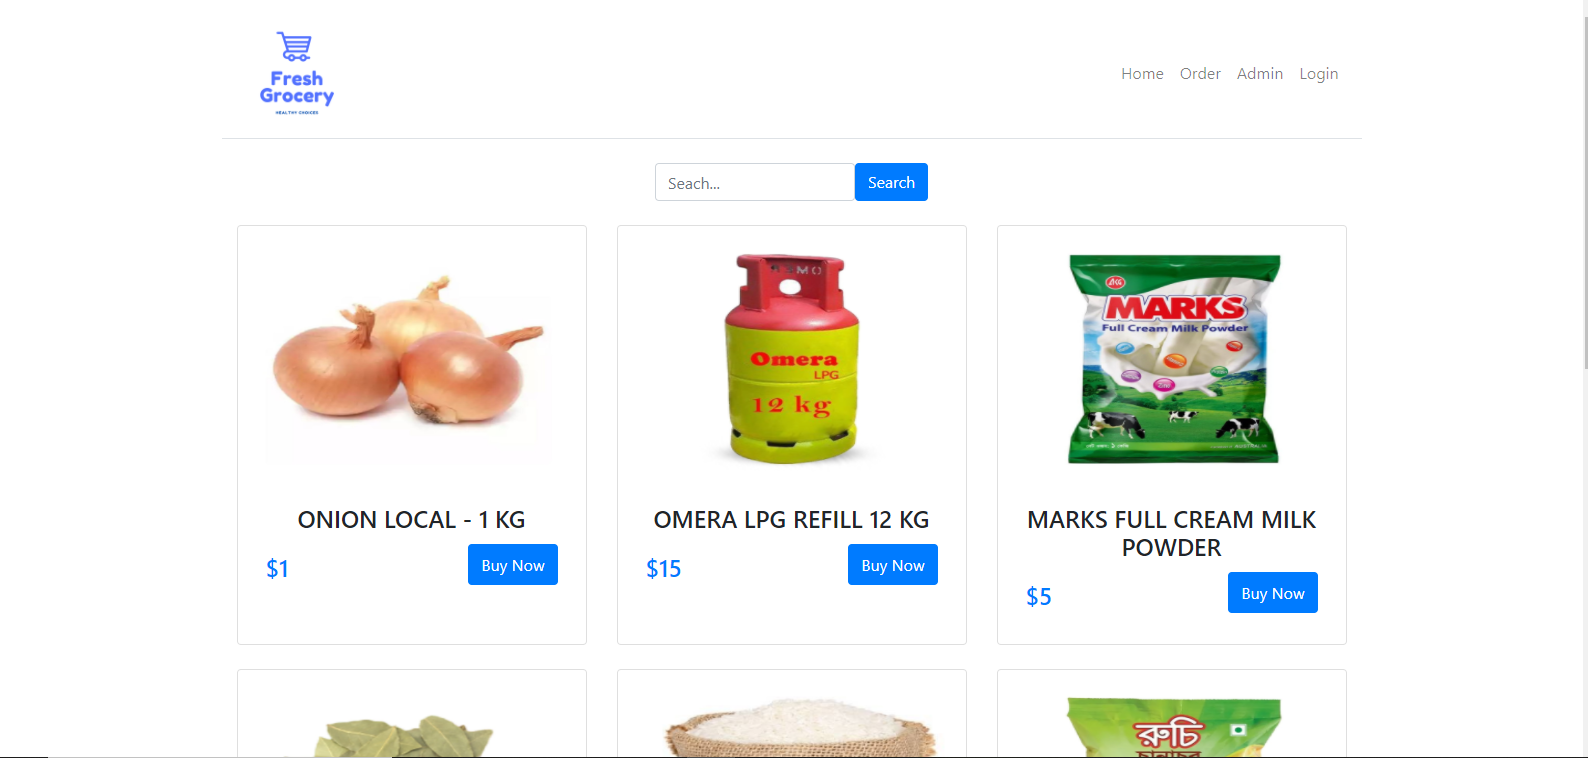 Fresh
Grocery
HEALTHY CHOICES
Home Order Admin Login
Seach... Search
Omera
LPG
12 kg
AKG
MARKS
Full Cream Milk Powder
AUSTRALIA
ONION LOCAL - 1 KG
$1 Buy Now
OMERA LPG REFILL 12 KG
$15 Buy Now
MARKS FULL CREAM MILK
POWDER
$5 Buy Now
রুচি
চানাচুর